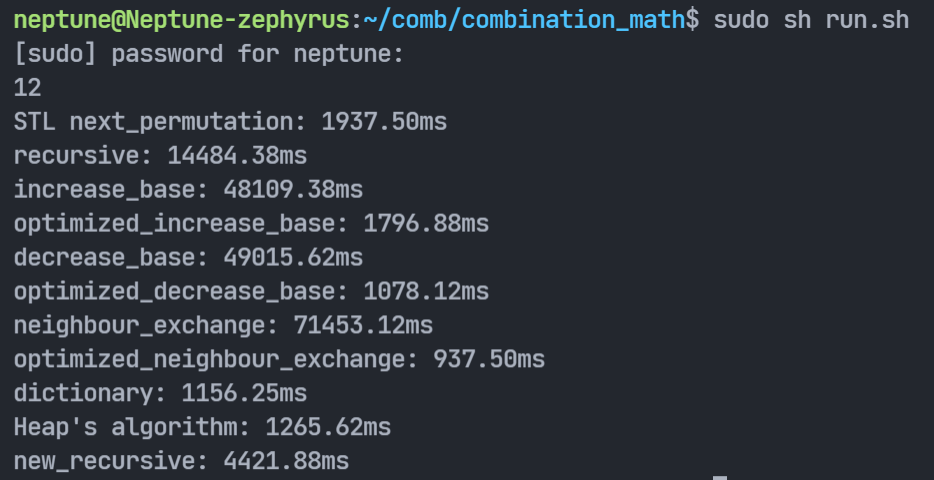 neptune@Neptune-zephyrus:~/comb/combination_math$ sudo sh run.sh
[sudo] password for neptune:
12
STL next_permutation: 1937.50ms
recursive: 14484.38ms
increase_base: 48109.38ms
optimized_increase_base: 1796.88ms
decrease_base: 49015.62ms
optimized_decrease_base: 1078.12ms
neighbour_exchange: 71453.12ms
optimized_neighbour_exchange: 937.50ms
dictionary: 1156.25ms
Heap's algorithm: 1265.62ms
new_recursive: 4421.88ms